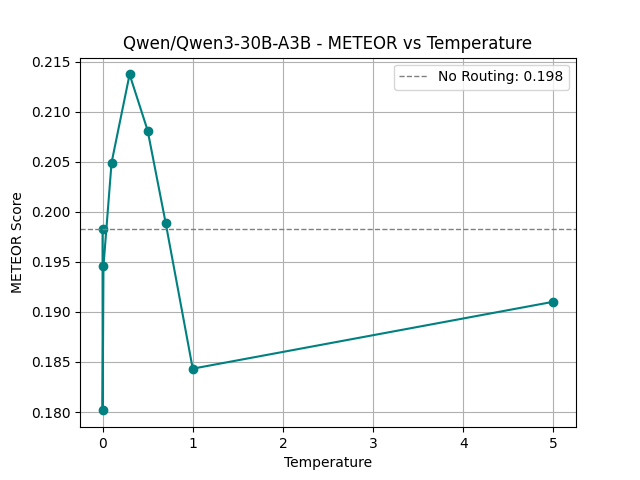 Qwen/Qwen3-30B-A3B - METEOR vs Temperature
No Routing: 0.198
METEOR Score
0.215
0.210
0.205
0.200
0.195
0.190
0.185
0.180
0 1 2 3 4 5
Temperature